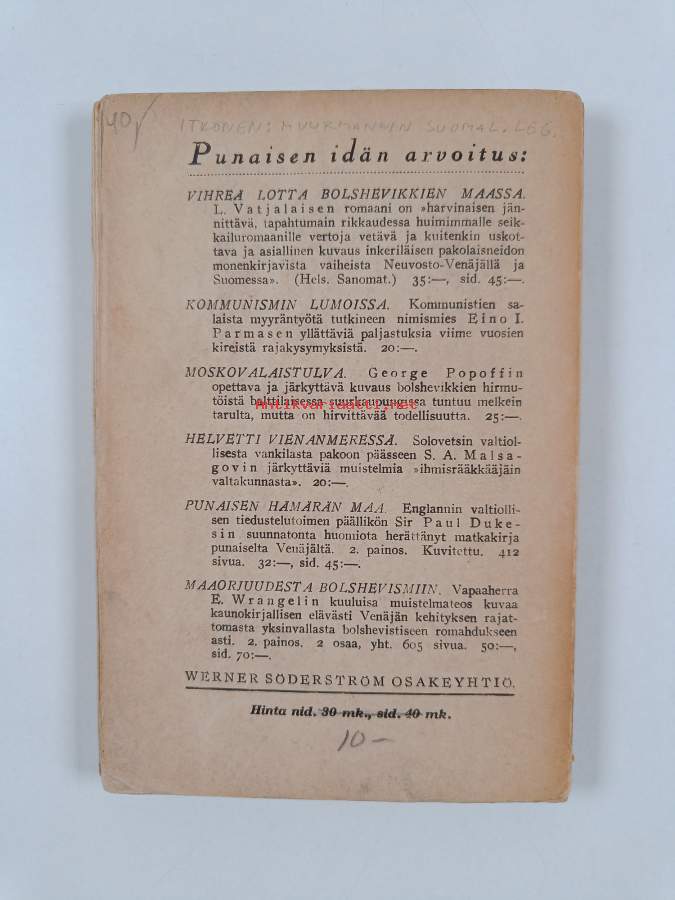 40,
ITKONEN: MUURMANNIN SUOMAL. LEG.
Punaisen idän arvoitus:
VIHREÄ LOTTA BOLSHEVIKKIEN MAASSA.
L. Vatjalaisen romaani on »harvinaisen jän-
nittävä, tapahtumain rikkaudessa huimimmalle seik-
kailuromaanille vertoja vetävä ja kuitenkin uskot-
tava ja asiallinen kuvaus inkeriläisen pakolaisneidon
monenkirjavista vaiheista Neuvosto-Venäjällä ja
Suomessa». (Hels. Sanomat.) 35:—, sid. 45:—.
KOMMUNISMIN LUMOISSA. Kommunistien sa-
laista myyräntyötä tutkineen nimismies Eino I.
Parmasen yllättäviä paljastuksia viime vuosien
kireistä rajakysymyksistä. 20:—.
MOSKOVALAISTULVA. George Popoffin
opettava ja järkyttävä kuvaus bolshevikkien hirmu-
töistä balttilaisessa suurkaupungissa tuntuu melkein
tarulta, mutta on hirvittävää todellisuutta. 25:—.
Antikvariaatti.net
HELVETTI VIENANMERESSÄ. Solovetsin valtiol-
lisesta vankilasta pakoon päässeen S. A. Malsa-
govin järkyttäviä muistelmia »ihmisrääkkääjäin
valtakunnasta». 20:—.
PUNAISEN HÄMÄRÄN MAA. Englannin valtiolli-
sen tiedustelutoimen päällikön Sir Paul Duke-
sin suunnatonta huomiota herättänyt matkakirja
punaiselta Venäjältä. 2. painos. Kuvitettu. 412
sivua. 32:—, sid. 45:—.
MAAORJUUDESTA BOLSHEVISMIIN. Vapaaherra
E. Wrangelin kuuluisa muistelmateos kuvaa
kaunokirjallisen elävästi Venäjän kehityksen rajat-
tomasta yksinvallasta bolshevistiseen romahdukseen
asti. 2. painos. 2 osaa, yht. 605 sivua. 50:—,
sid. 70:—.
WERNER SÖDERSTRÖM OSAKEYHTIÖ.
Hinta nid. 30 mk., sid. 40 mk.
10-